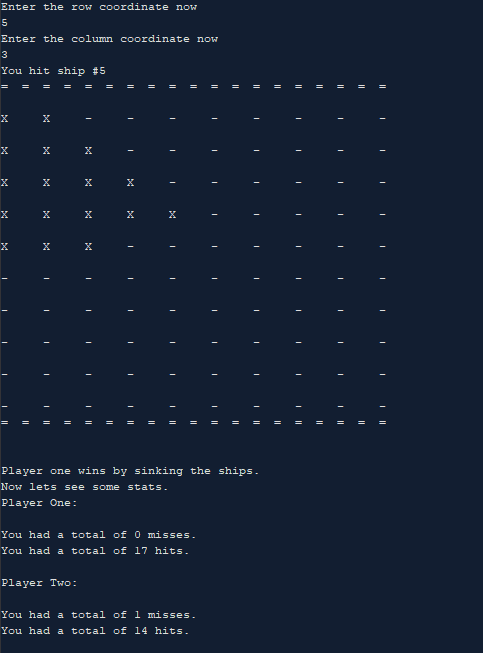 Enter the row coordinate now
5
Enter the column coordinate now
3
You hit ship #5
= = = = = = = = = = = = = = = = = = =
X X - - - - - - - -
X X X - - - - - - -
X X X X - - - - - -
X X X X X - - - - -
X X X - - - - - - -
- - - - - - - - - -
- - - - - - - - - -
- - - - - - - - - -
- - - - - - - - - -
- - - - - - - - - -
= = = = = = = = = = = = = = = = = = =
Player one wins by sinking the ships.
Now lets see some stats.
Player One:
You had a total of 0 misses.
You had a total of 17 hits.
Player Two:
You had a total of 1 misses.
You had a total of 14 hits.